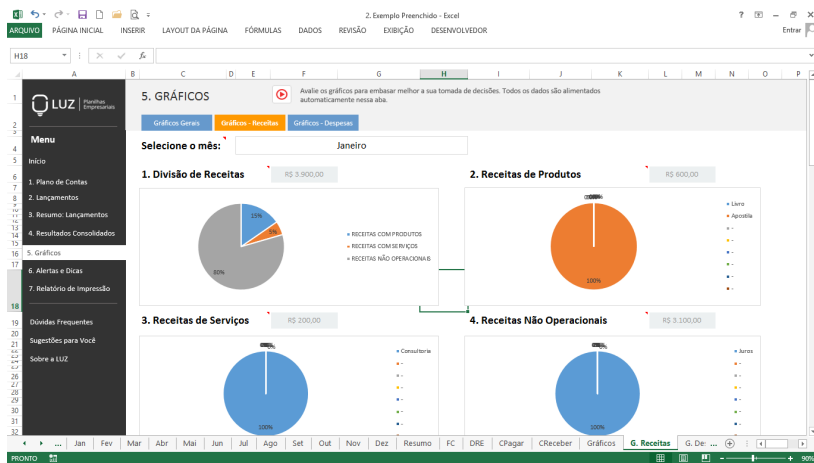 2. Exemplo Preenchido - Excel
ARQUIVO PÁGINA INICIAL INSERIR LAYOUT DA PÁGINA FÓRMULAS DADOS REVISÃO EXIBIÇÃO DESENVOLVEDOR Entrar
H18 fx
A B C D E F G H I J K L M N O P
LUZ Planilhas Empresariais
5. GRÁFICOS
Avalie os gráficos para embasar melhor a sua tomada de decisões. Todos os dados são alimentados
automaticamente nessa aba.
Gráficos Gerais Gráficos - Receitas Gráficos - Despesas
Menu
Início
1. Plano de Contas
2. Lançamentos
3. Resumo: Lançamentos
4. Resultados Consolidados
5. Gráficos
6. Alertas e Dicas
7. Relatório de Impressão
Dúvidas Frequentes
Sugestões para Você
Sobre a LUZ
Selecione o mês: Janeiro
1. Divisão de Receitas R$ 3.900,00
15%
5%
80%
RECEITAS COM PRODUTOS
RECEITAS COM SERVIÇOS
RECEITAS NÃO OPERACIONAIS
2. Receitas de Produtos R$ 600,00
100%
Livro
Apostila
-
-
-
-
-
-
3. Receitas de Serviços R$ 200,00
100%
Consultoria
-
-
-
-
-
-
4. Receitas Não Operacionais R$ 3.100,00
100%
Juros
-
-
-
-
-
-
... Jan Fev Mar Abr Mai Jun Jul Ago Set Out Nov Dez Resumo FC DRE CPagar CReceber Gráficos G. Receitas G. De: ...
PRONTO 90%